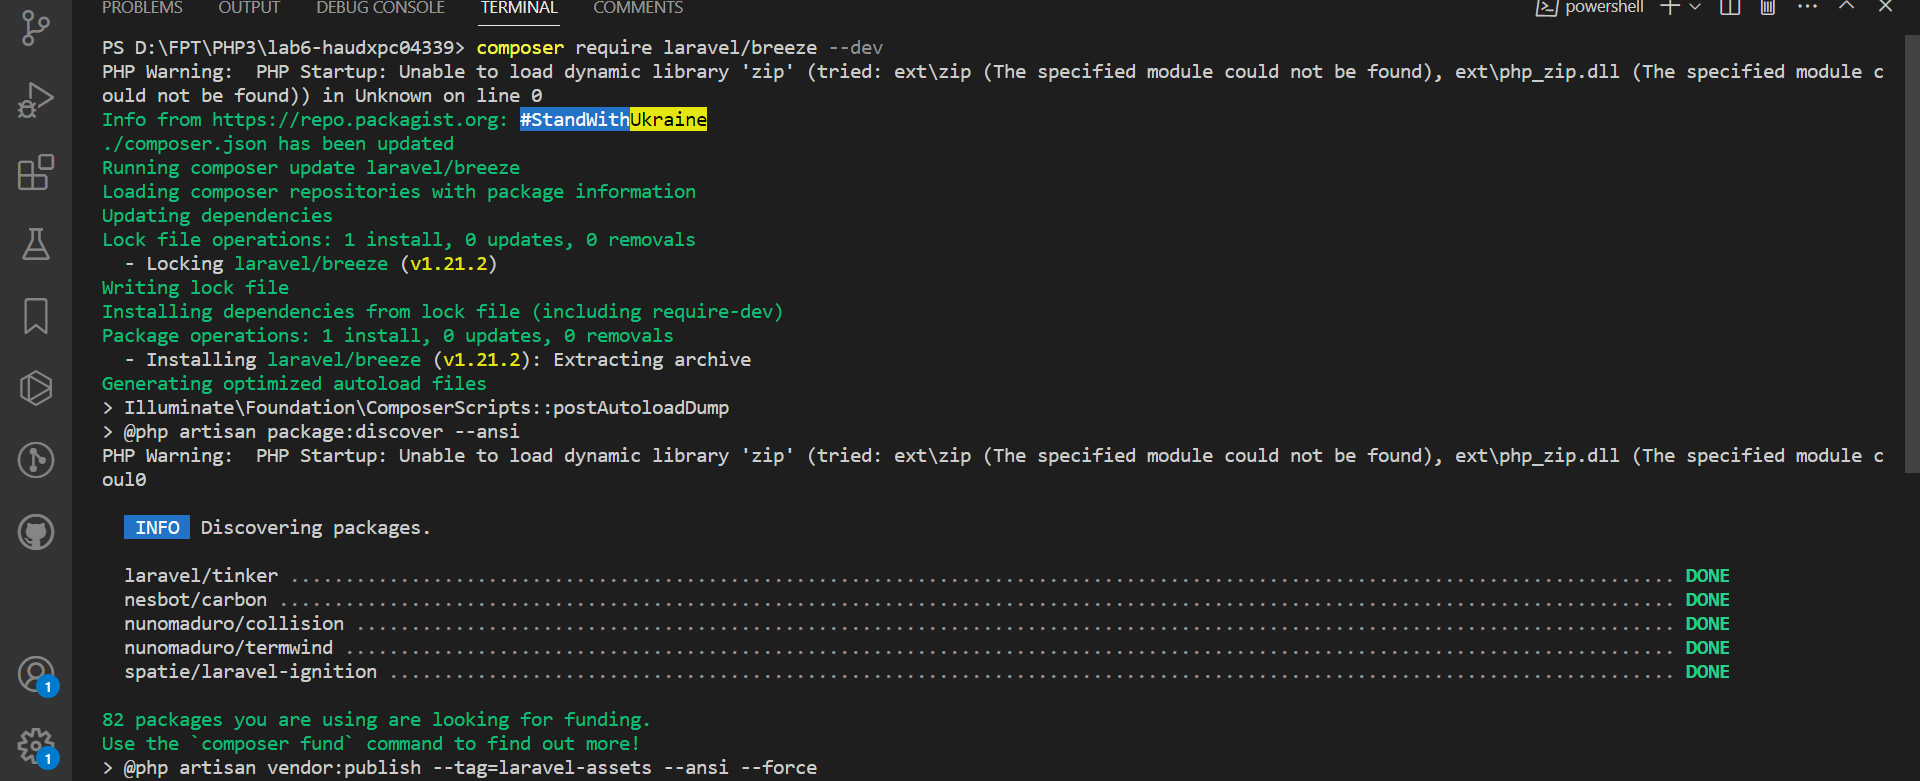 PROBLEMS OUTPUT DEBUG CONSOLE TERMINAL COMMENTS powershell
PS D:\FPT\PHP3\lab6-haudxpc04339> composer require laravel/breeze --dev
PHP Warning:  PHP Startup: Unable to load dynamic library 'zip' (tried: ext\zip (The specified module could not be found), ext\php_zip.dll (The specified module c
ould not be found)) in Unknown on line 0
Info from https://repo.packagist.org: #StandWithUkraine
./composer.json has been updated
Running composer update laravel/breeze
Loading composer repositories with package information
Updating dependencies
Lock file operations: 1 install, 0 updates, 0 removals
  - Locking laravel/breeze (v1.21.2)
Writing lock file
Installing dependencies from lock file (including require-dev)
Package operations: 1 install, 0 updates, 0 removals
  - Installing laravel/breeze (v1.21.2): Extracting archive
Generating optimized autoload files
> Illuminate\Foundation\ComposerScripts::postAutoloadDump
> @php artisan package:discover --ansi
PHP Warning:  PHP Startup: Unable to load dynamic library 'zip' (tried: ext\zip (The specified module could not be found), ext\php_zip.dll (The specified module c
oul0
INFO Discovering packages.
laravel/tinker ............................................................................................................................. DONE
nesbot/carbon .............................................................................................................................. DONE
nunomaduro/collision ....................................................................................................................... DONE
nunomaduro/termwind ........................................................................................................................ DONE
spatie/laravel-ignition .................................................................................................................... DONE
82 packages you are using are looking for funding.
Use the `composer fund` command to find out more!
> @php artisan vendor:publish --tag=laravel-assets --ansi --force
1
1